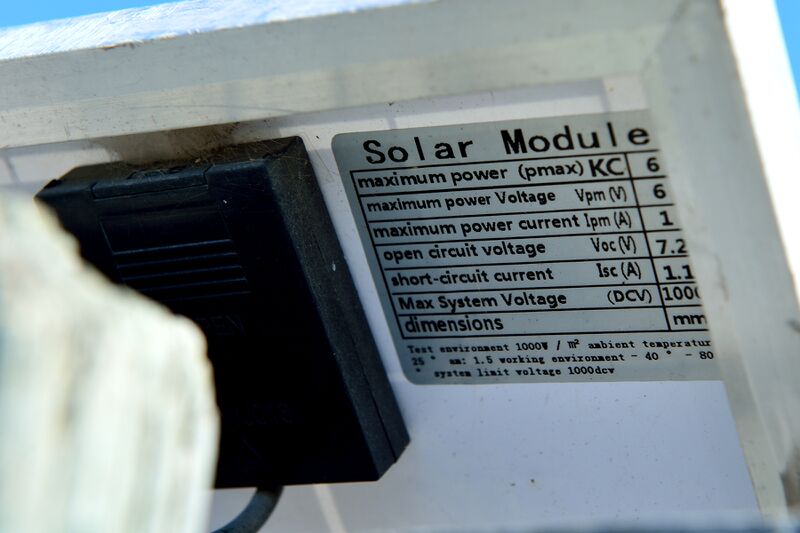 Solar Module
maximum power (pmax) KC 6
maximum power Voltage Vpm (V) 6
maximum power current Ipm (A) 1
open circuit voltage Voc (V) 7.2
short-circuit current Isc (A) 1.1
Max System Voltage (DCV) 1000
dimensions mm
Test environment 1000W / m² ambient temperatur
25 ° am: 1.5 working environment - 40 ° - 80
° system limit voltage 1000dcv